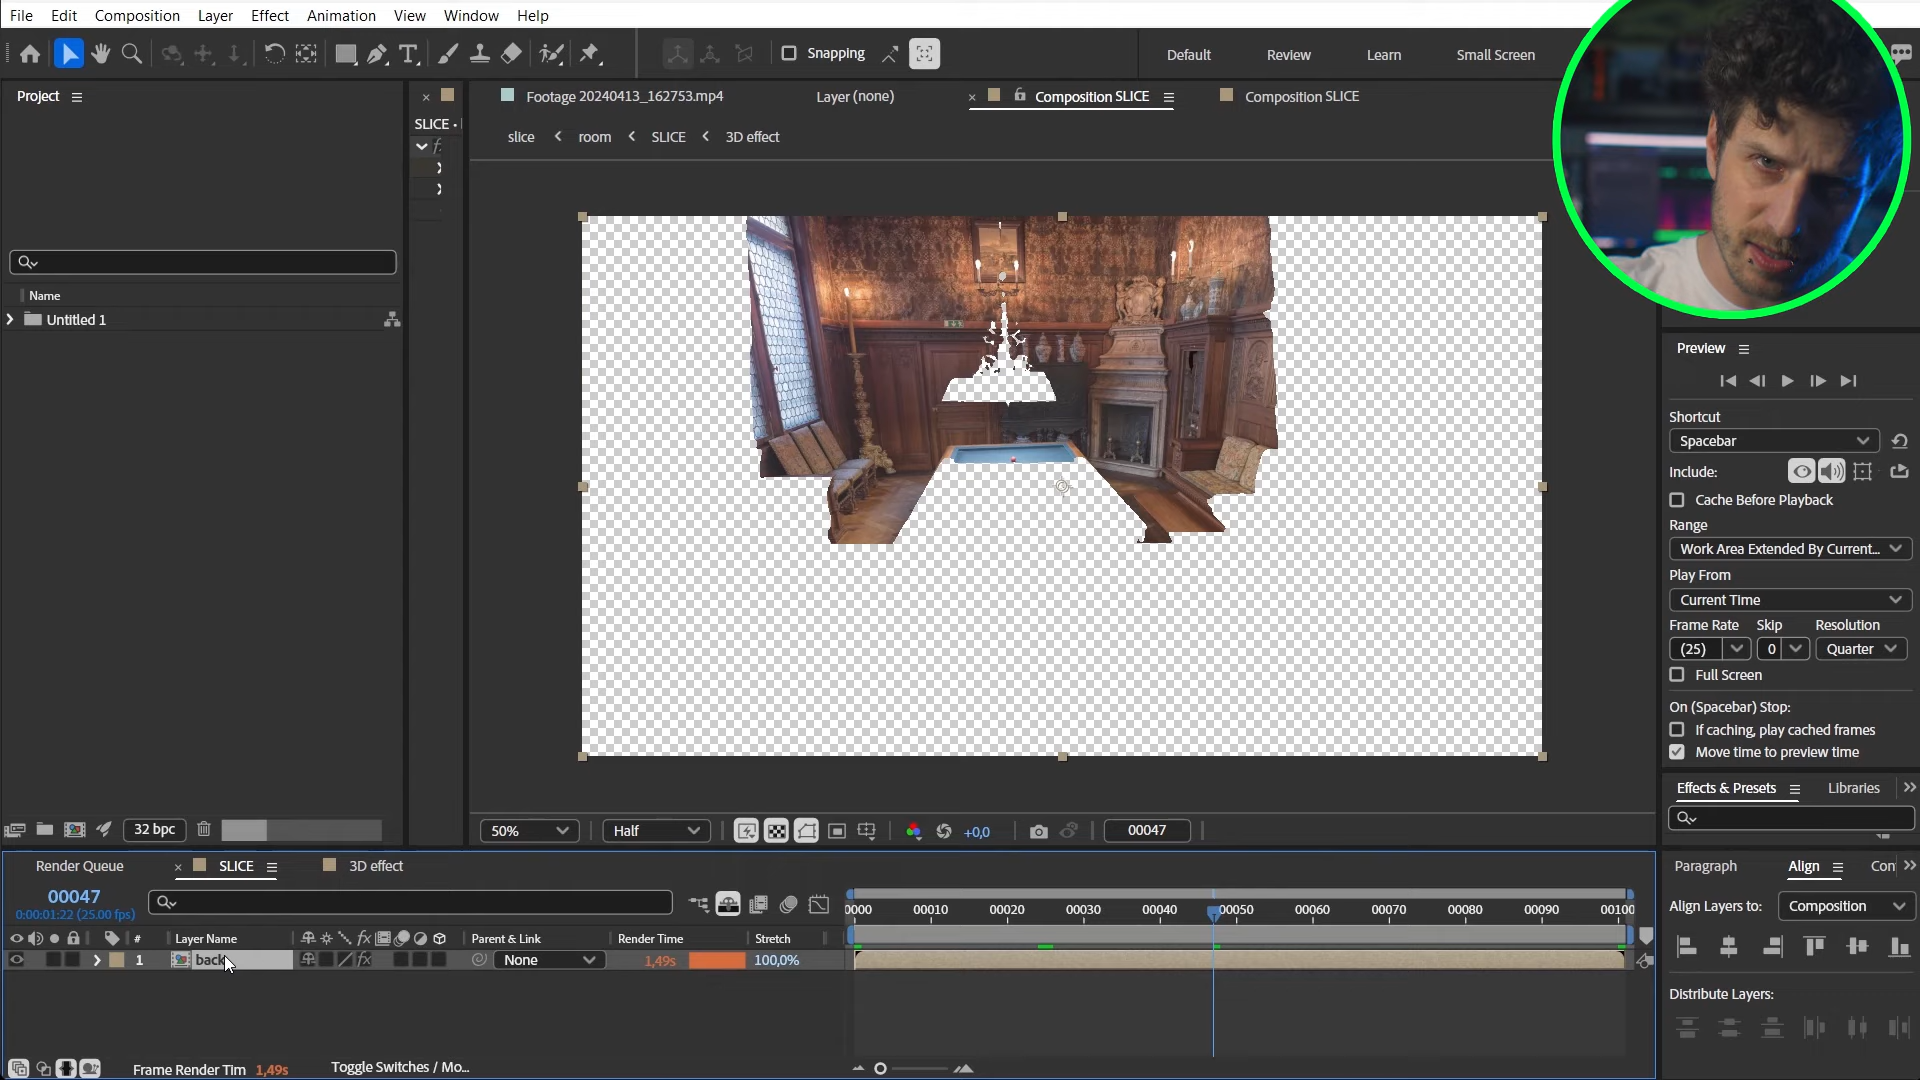 File Edit Composition Layer Effect Animation View Window Help
Snapping
Default Review Learn Small Screen
Project
Name
Untitled 1
32 bpc
SLICE •
Footage 20240413_162753.mp4 Layer (none) × Composition SLICE Composition SLICE
slice < room < SLICE < 3D effect
50% Half +0,0 00047
Preview
Shortcut
Spacebar
Include:
Cache Before Playback
Range
Work Area Extended By Current...
Play From
Current Time
Frame Rate Skip Resolution
(25) 0 Quarter
Full Screen
On (Spacebar) Stop:
If caching, play cached frames
Move time to preview time
Effects & Presets Libraries
Render Queue × SLICE 3D effect
00047
0:00:01:22 (25.00 fps)
0000 00010 00020 00030 00040 00050 00060 00070 00080 00090 00100
# Layer Name fx Parent & Link Render Time Stretch
1 back fx None 1,49s 100,0%
Frame Render Tim 1,49s Toggle Switches / Mo...
Paragraph Align Con
Align Layers to: Composition
Distribute Layers: